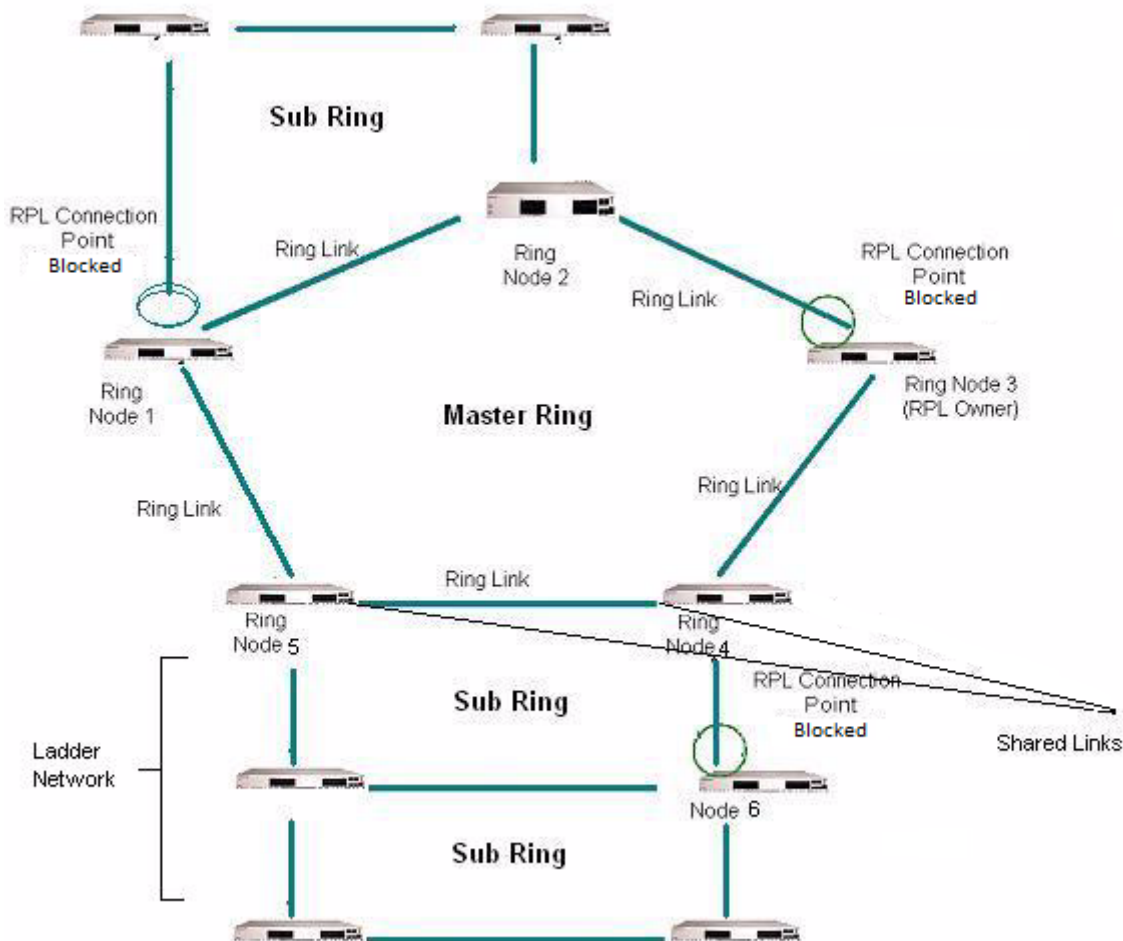 Sub Ring
RPL Connection
Point
Blocked
Ring Link
Ring
Node 2
Ring Link
RPL Connection
Point
Blocked
Ring
Node 1
Master Ring
Ring Node 3
(RPL Owner)
Ring Link
Ring Link
Ring Link
Ring
Node 5
Ring
Node 4
Sub Ring
RPL Connection
Point
Blocked
Shared Links
Ladder
Network
Node 6
Sub Ring